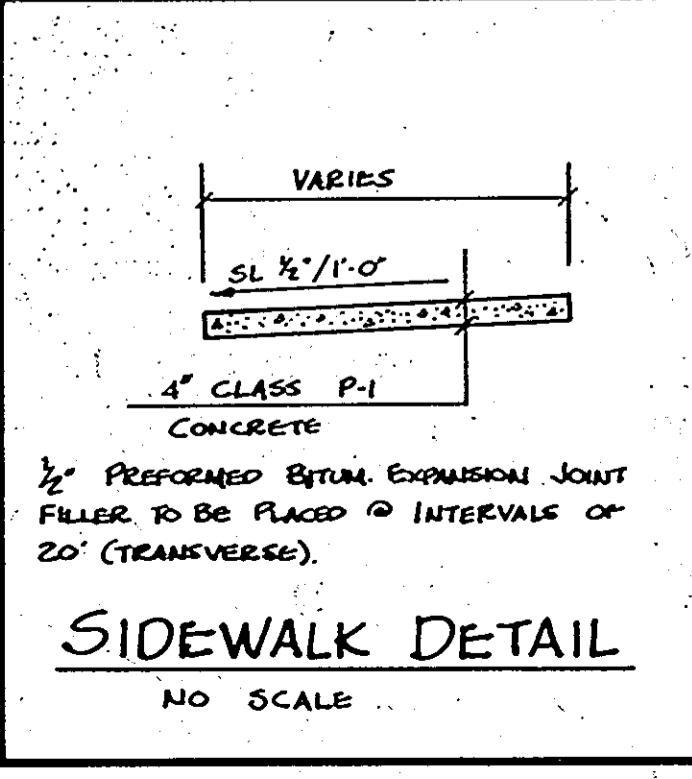 VARIES
SL ½"/1'-0"
4" CLASS P-1
CONCRETE
½" PREFORMED BITUM. EXPANSION JOINT
FILLER TO BE PLACED @ INTERVALS OF
20' (TRANSVERSE).
SIDEWALK DETAIL
NO SCALE